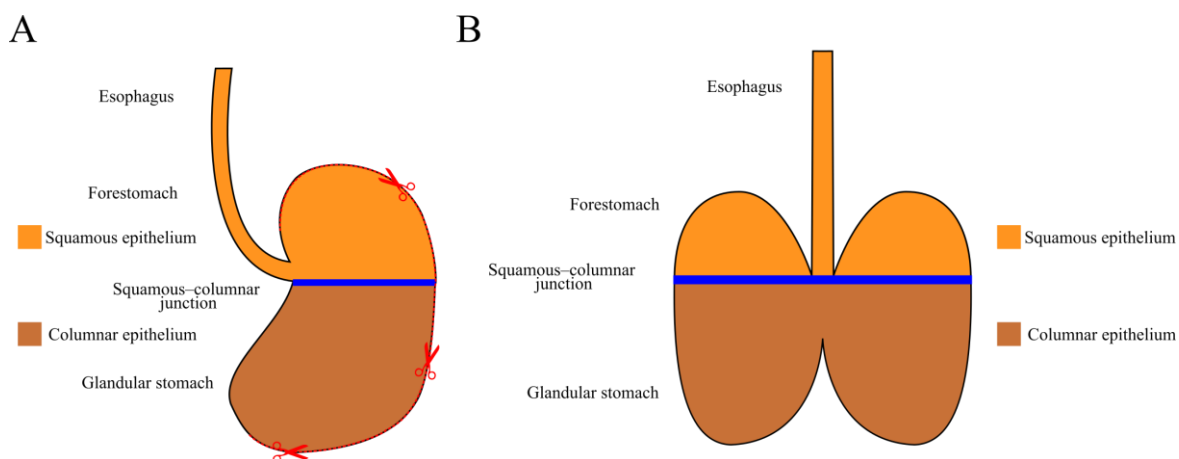 A
Esophagus
Forestomach
Squamous epithelium
Squamous–columnar
junction
Columnar epithelium
Glandular stomach
B
Esophagus
Forestomach
Squamous epithelium
Squamous–columnar
junction
Columnar epithelium
Glandular stomach